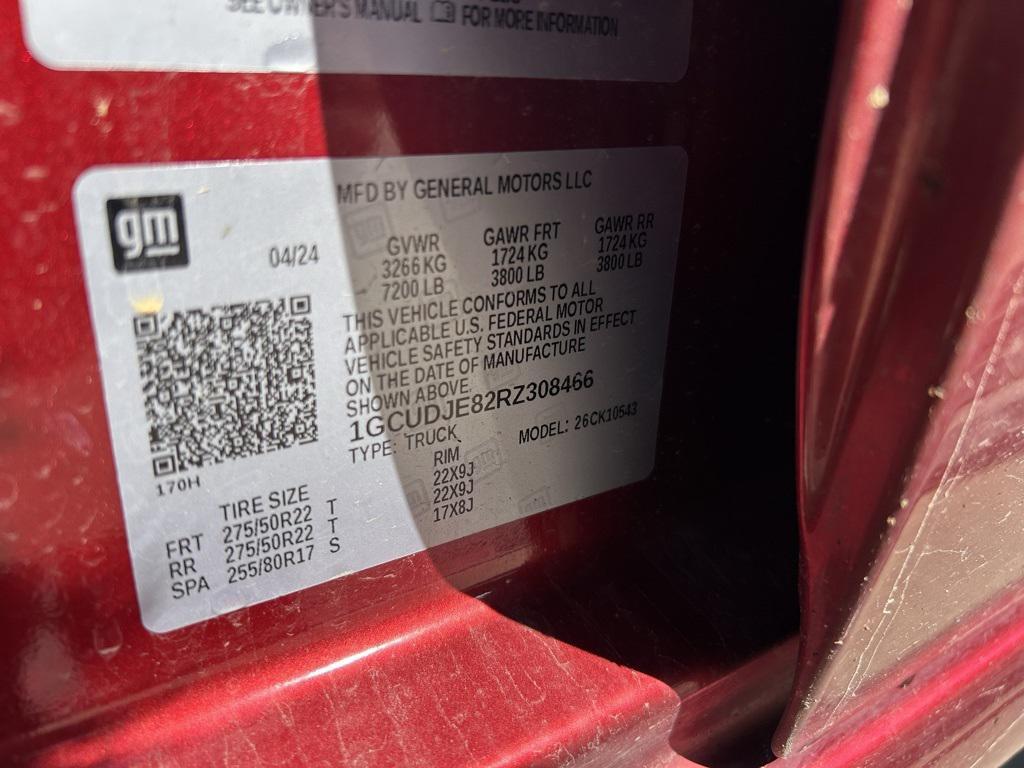 SEE OWNER'S MANUAL FOR MORE INFORMATION
gm
MFD BY GENERAL MOTORS LLC
04/24
GVWR GAWR FRT GAWR RR
3266 KG 1724 KG 1724 KG
7200 LB 3800 LB 3800 LB
THIS VEHICLE CONFORMS TO ALL
APPLICABLE U.S. FEDERAL MOTOR
VEHICLE SAFETY STANDARDS IN EFFECT
ON THE DATE OF MANUFACTURE
SHOWN ABOVE.
1GCUDJE82RZ308466
TYPE: TRUCK MODEL: 26CK10543
170H
TIRE SIZE RIM
FRT 275/50R22 T 22X9J
RR 275/50R22 T 22X9J
SPA 255/80R17 S 17X8J